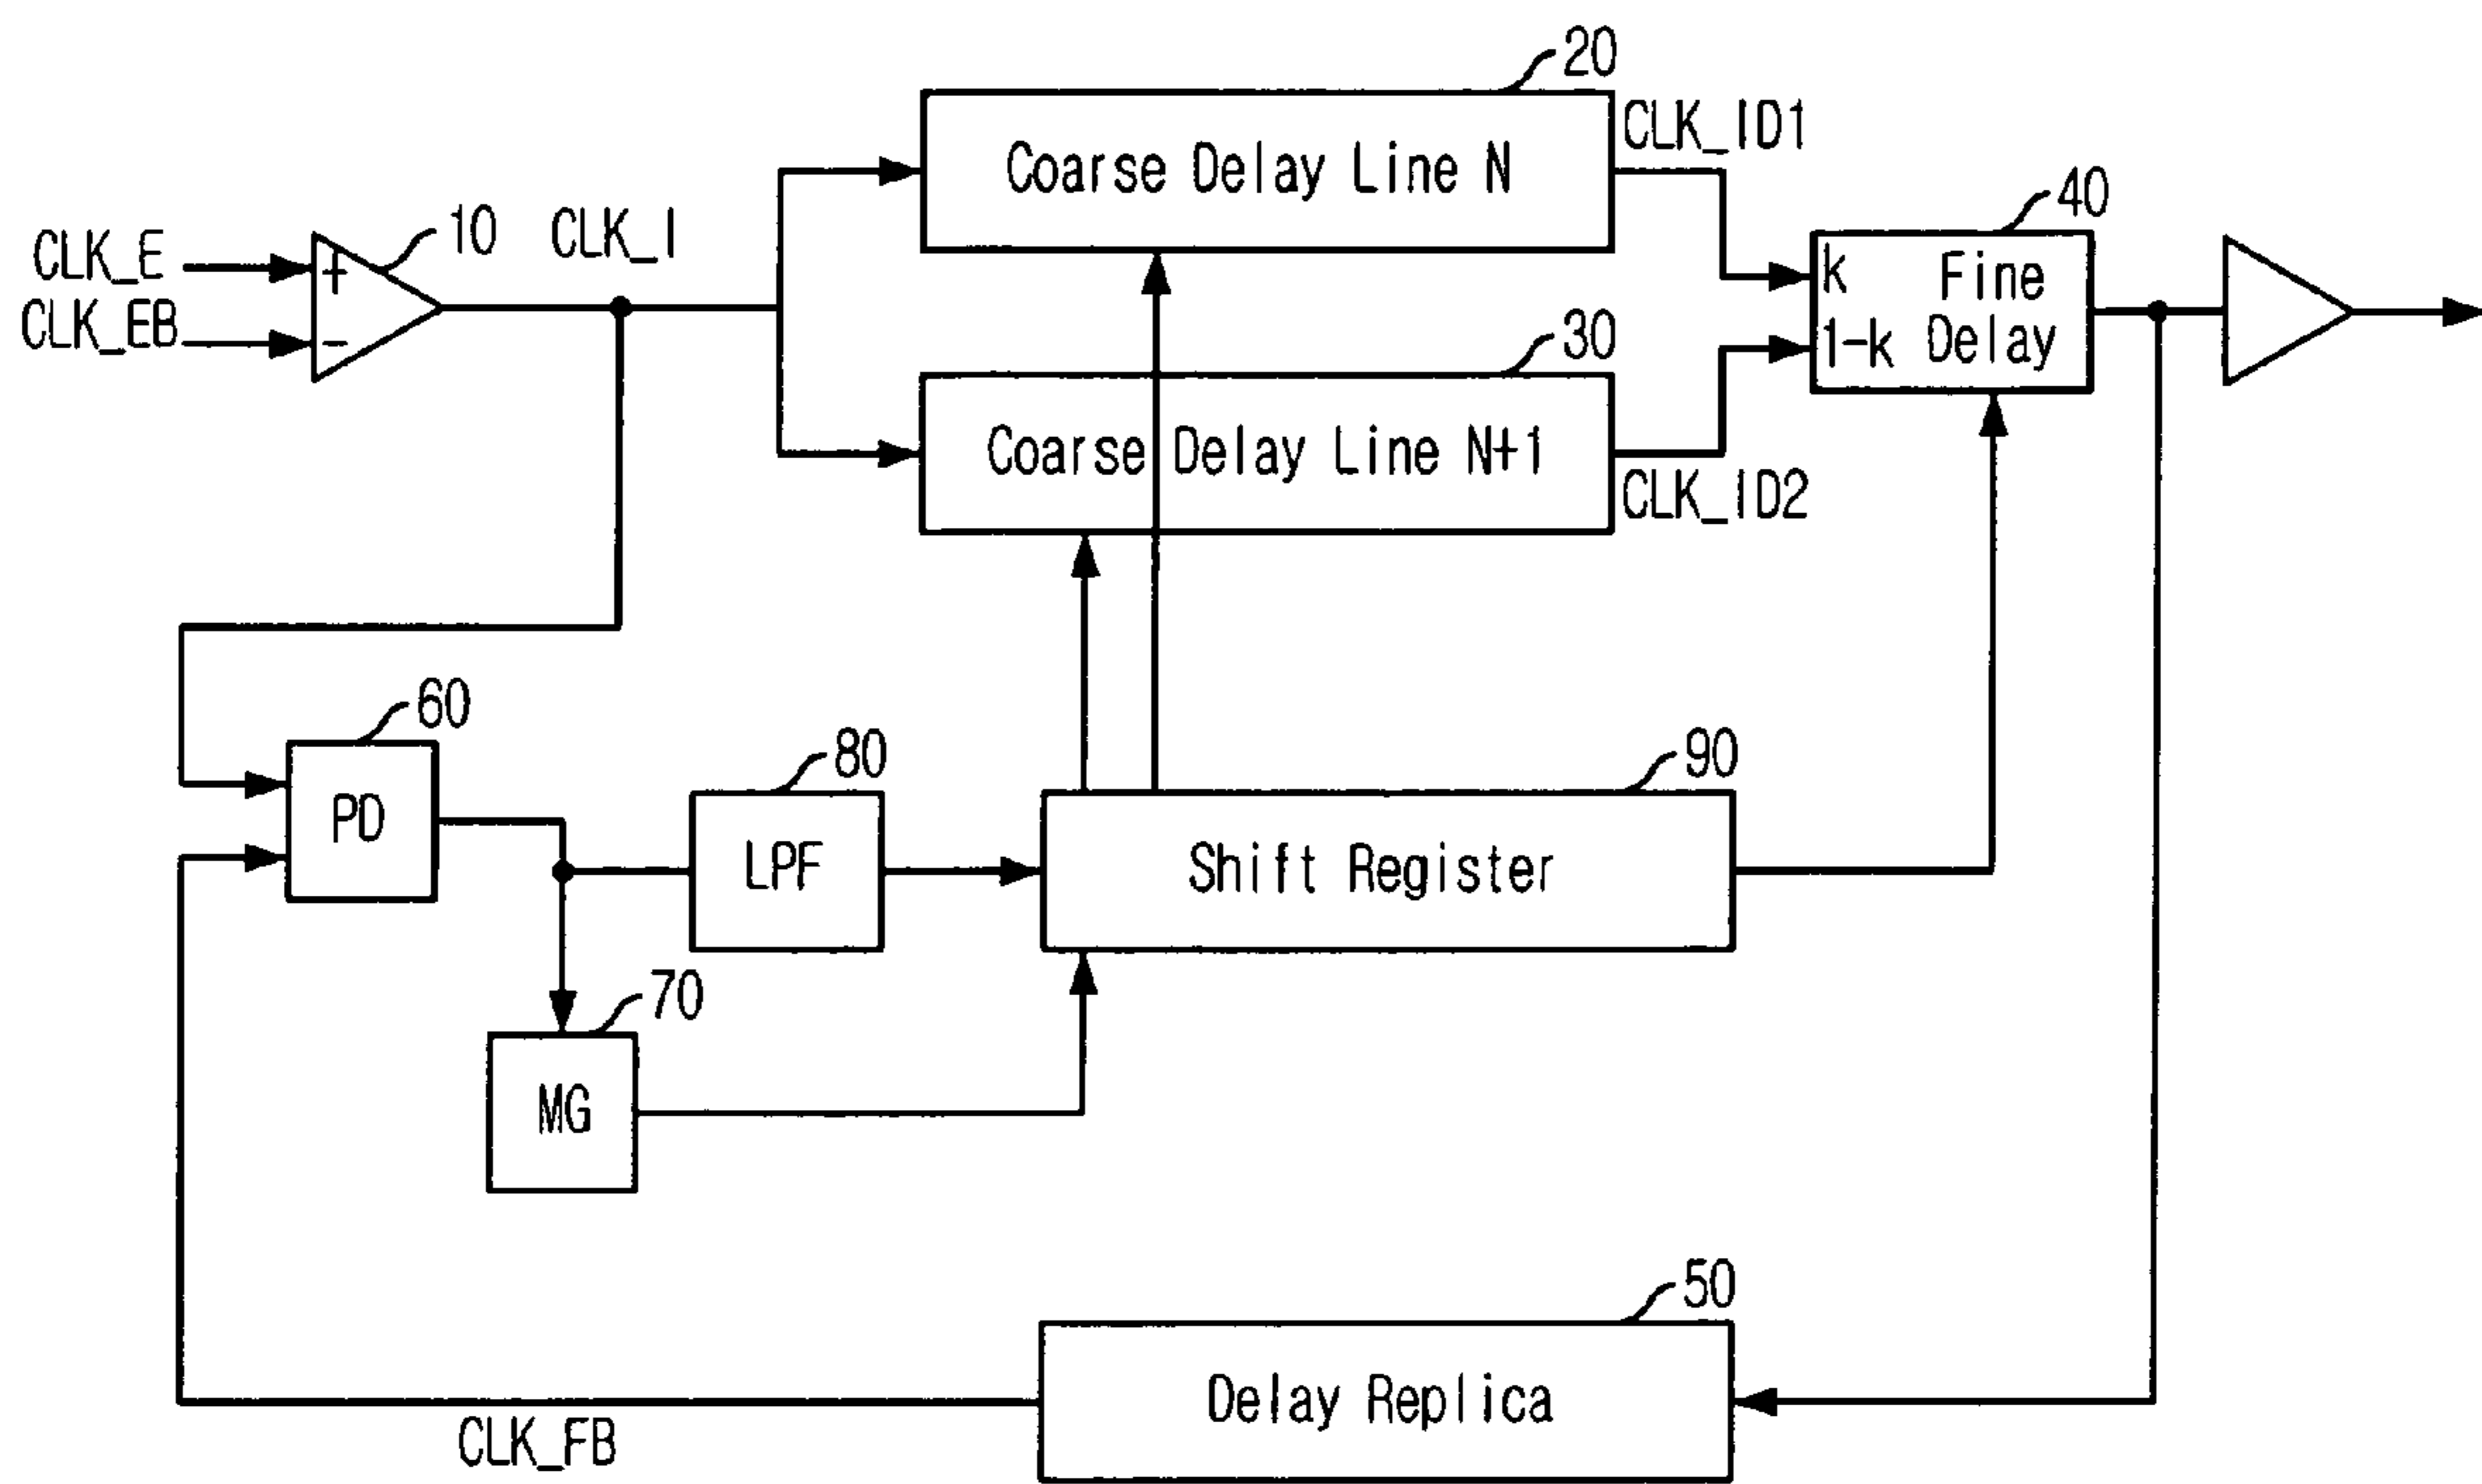 20
CLK_ID1
Coarse Delay Line N
40
10
CLK_I
CLK_E
+
k
Fine
CLK_EB
-
1-k
Delay
30
Coarse Delay Line N+1
CLK_ID2
60
80
90
PD
LPF
Shift Register
70
MG
50
Delay Replica
CLK_FB